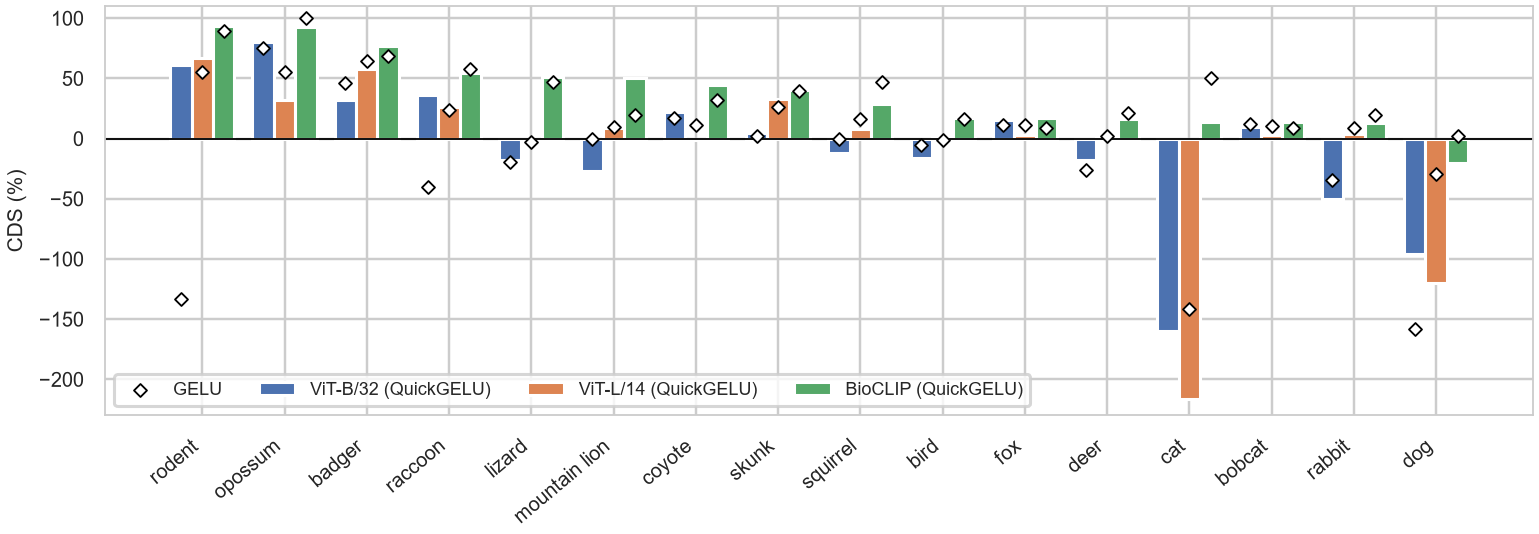 CDS (%)
100
50
0
−50
−100
−150
−200
GELU
ViT-B/32 (QuickGELU)
ViT-L/14 (QuickGELU)
BioCLIP (QuickGELU)
rodent
opossum
badger
raccoon
lizard
mountain lion
coyote
skunk
squirrel
bird
fox
deer
cat
bobcat
rabbit
dog